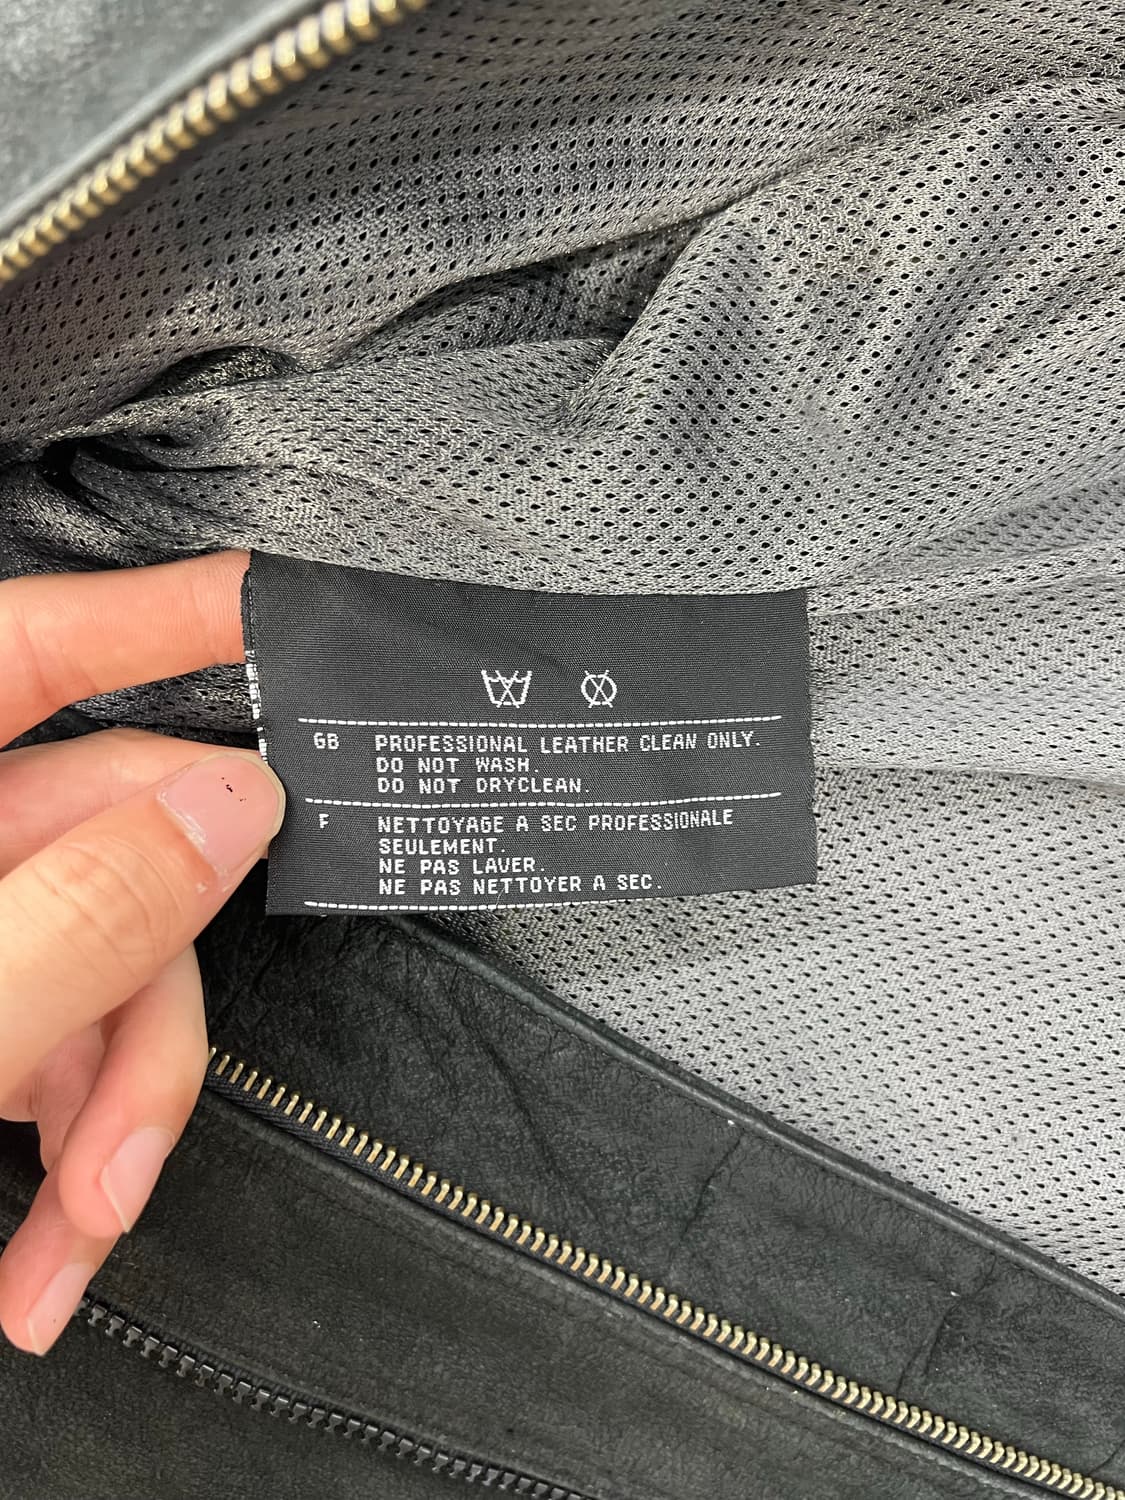 GB PROFESSIONAL LEATHER CLEAN ONLY.
DO NOT WASH.
DO NOT DRYCLEAN.
F NETTOYAGE A SEC PROFESSIONALE
SEULEMENT.
NE PAS LAVER.
NE PAS NETTOYER A SEC.